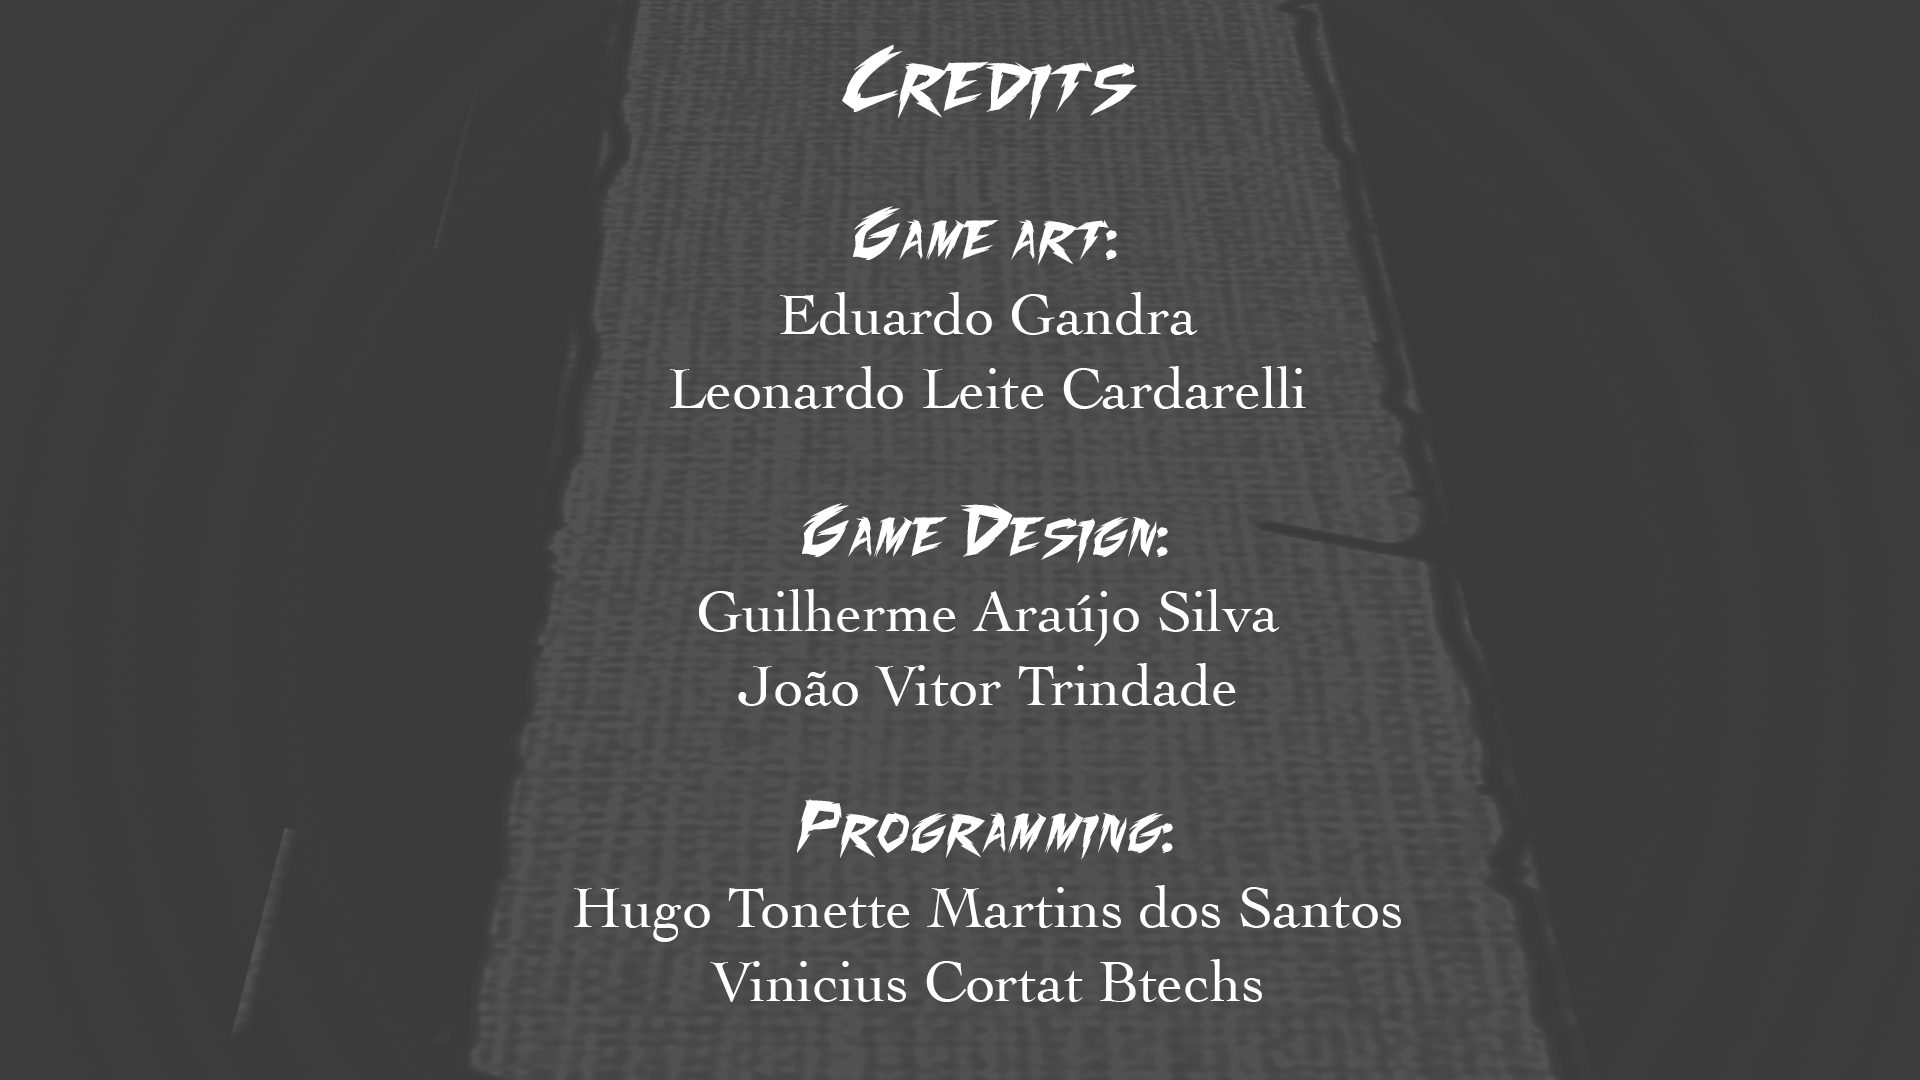 Credits
Game art:
Eduardo Gandra
Leonardo Leite Cardarelli
Game Design:
Guilherme Araújo Silva
João Vitor Trindade
Programming:
Hugo Tonette Martins dos Santos
Vinicius Cortat Btechs